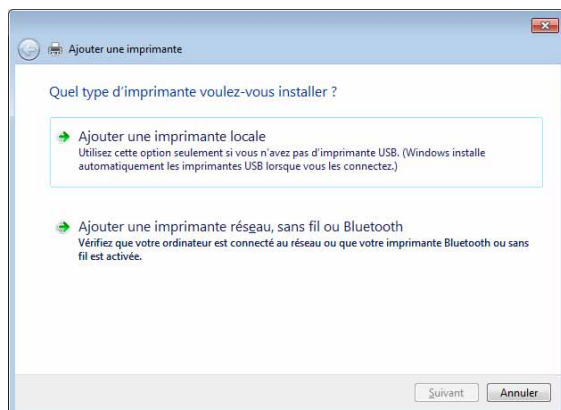 Ajouter une imprimante
Quel type d'imprimante voulez-vous installer ?
Ajouter une imprimante locale
Utilisez cette option seulement si vous n'avez pas d'imprimante USB. (Windows installe
automatiquement les imprimantes USB lorsque vous les connectez.)
Ajouter une imprimante réseau, sans fil ou Bluetooth
Vérifiez que votre ordinateur est connecté au réseau ou que votre imprimante Bluetooth ou sans
fil est activée.
Suivant
Annuler